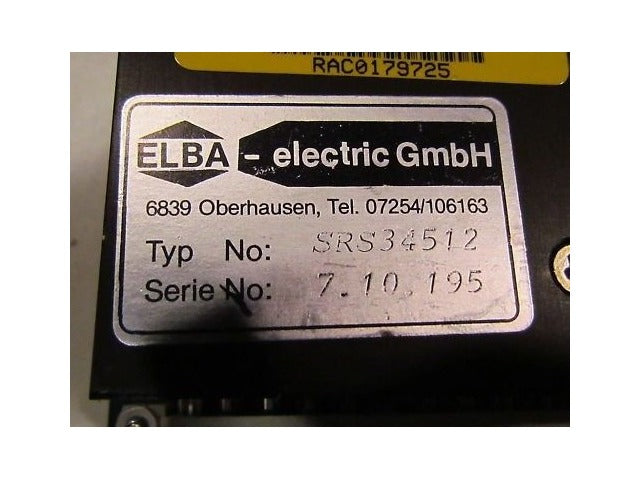 RAC0179725
ELBA - electric GmbH
6839 Oberhausen, Tel. 07254/106163
Typ No: SRS34512
Serie No: 7.10.195